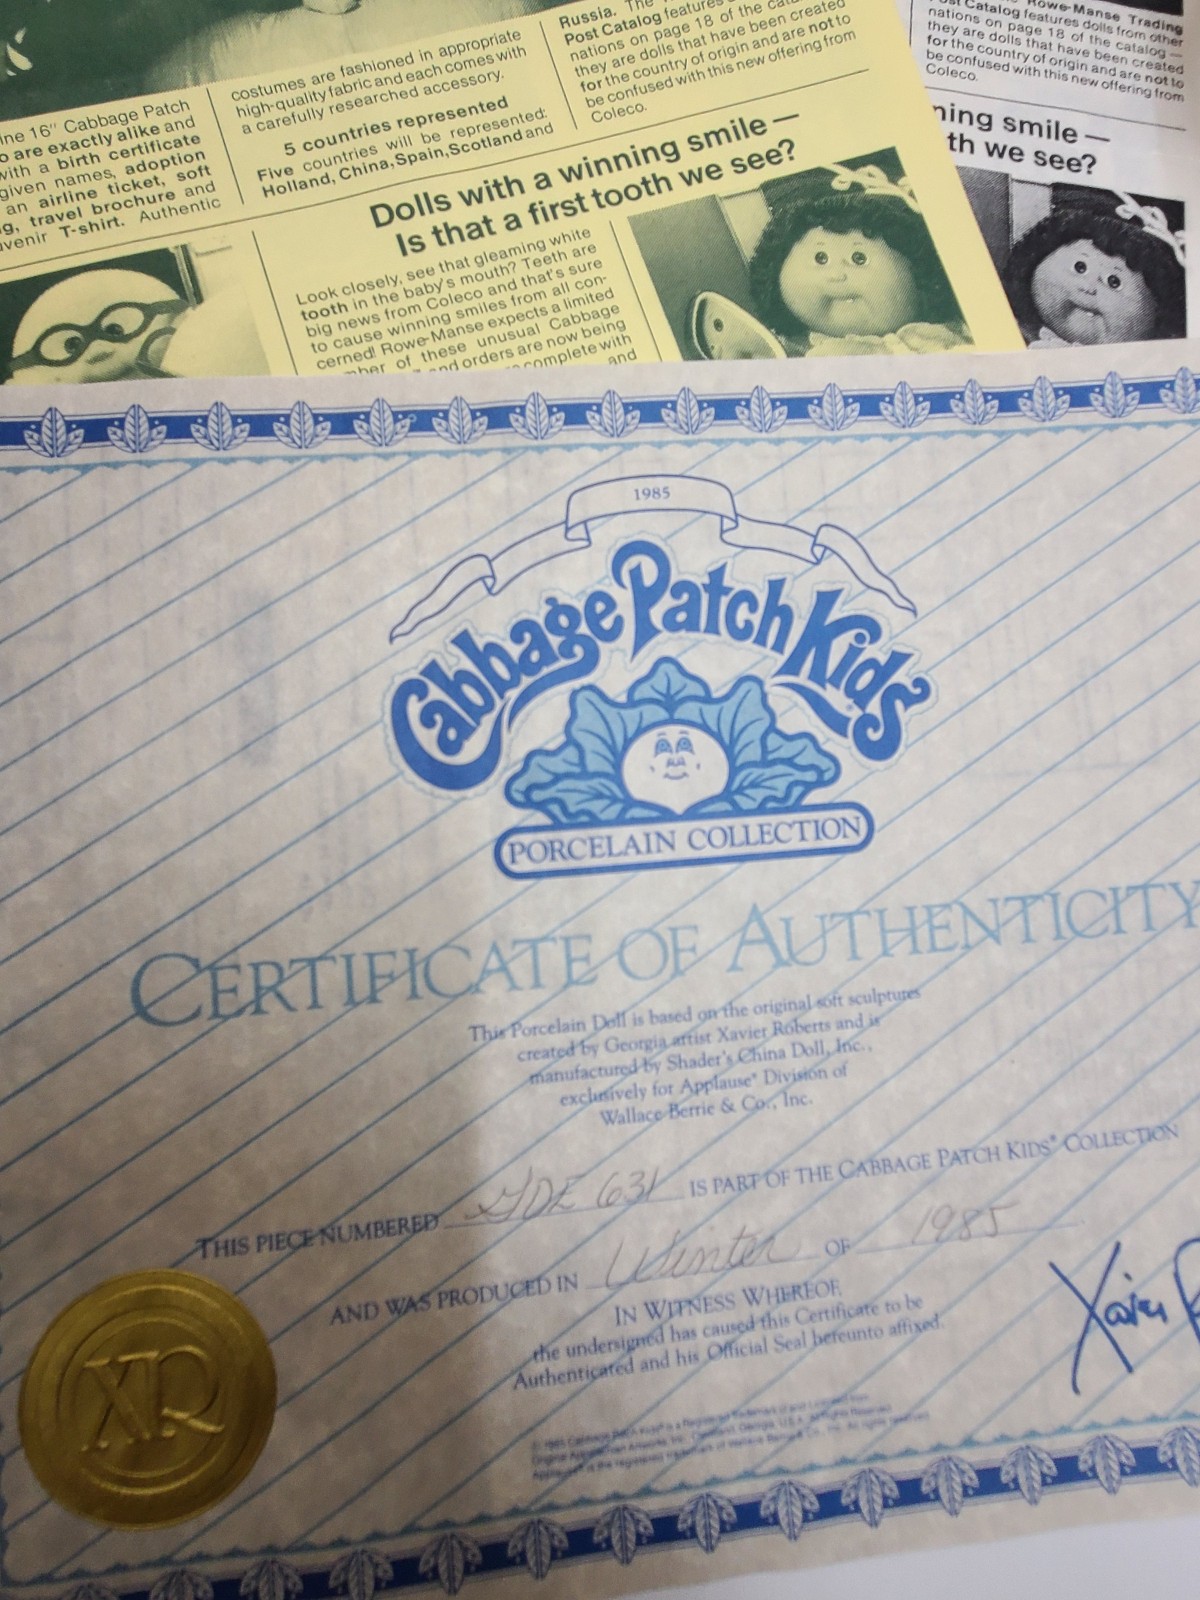 ine 16" Cabbage Patch
o are exactly alike and
with a birth certificate
given names, adoption
an airline ticket, soft
g, travel brochure and
venir T-shirt. Authentic
costumes are fashioned in appropriate
high-quality fabric and each comes with
a carefully researched accessory.
5 countries represented
Five countries will be represented:
Holland, China, Spain, Scotland and
Russia. The
Post Catalog features
nations on page 18 of the
they are dolls that have been created
for the country of origin and are not to
be confused with this new offering from
Coleco.
Dolls with a winning smile —
Is that a first tooth we see?
Look closely, see that gleaming white
tooth in the baby's mouth? Teeth are
big news from Coleco and that's sure
to cause winning smiles from all con-
cerned! Rowe-Manse expects a limited
of these unusual Cabbage
and orders are now being
complete with
and
Rowe-Manse Trading
Post Catalog features dolls from other
nations on page 18 of the catalog —
they are dolls that have been created
for the country of origin and are not to
be confused with this new offering from
Coleco.
ning smile —
th we see?
1985
Cabbage Patch Kids
PORCELAIN COLLECTION
CERTIFICATE OF AUTHENTICITY
This Porcelain Doll is based on the original soft sculptures
created by Georgia artist Xavier Roberts and is
manufactured by Shader's China Doll, Inc.,
exclusively for Applause® Division of
Wallace Berrie & Co., Inc.
THIS PIECE NUMBERED GDE 631 IS PART OF THE CABBAGE PATCH KIDS® COLLECTION
AND WAS PRODUCED IN Winter OF 1985
IN WITNESS WHEREOF,
the undersigned has caused this Certificate to be
Authenticated and his Official Seal hereunto affixed.
Xavier R
XR